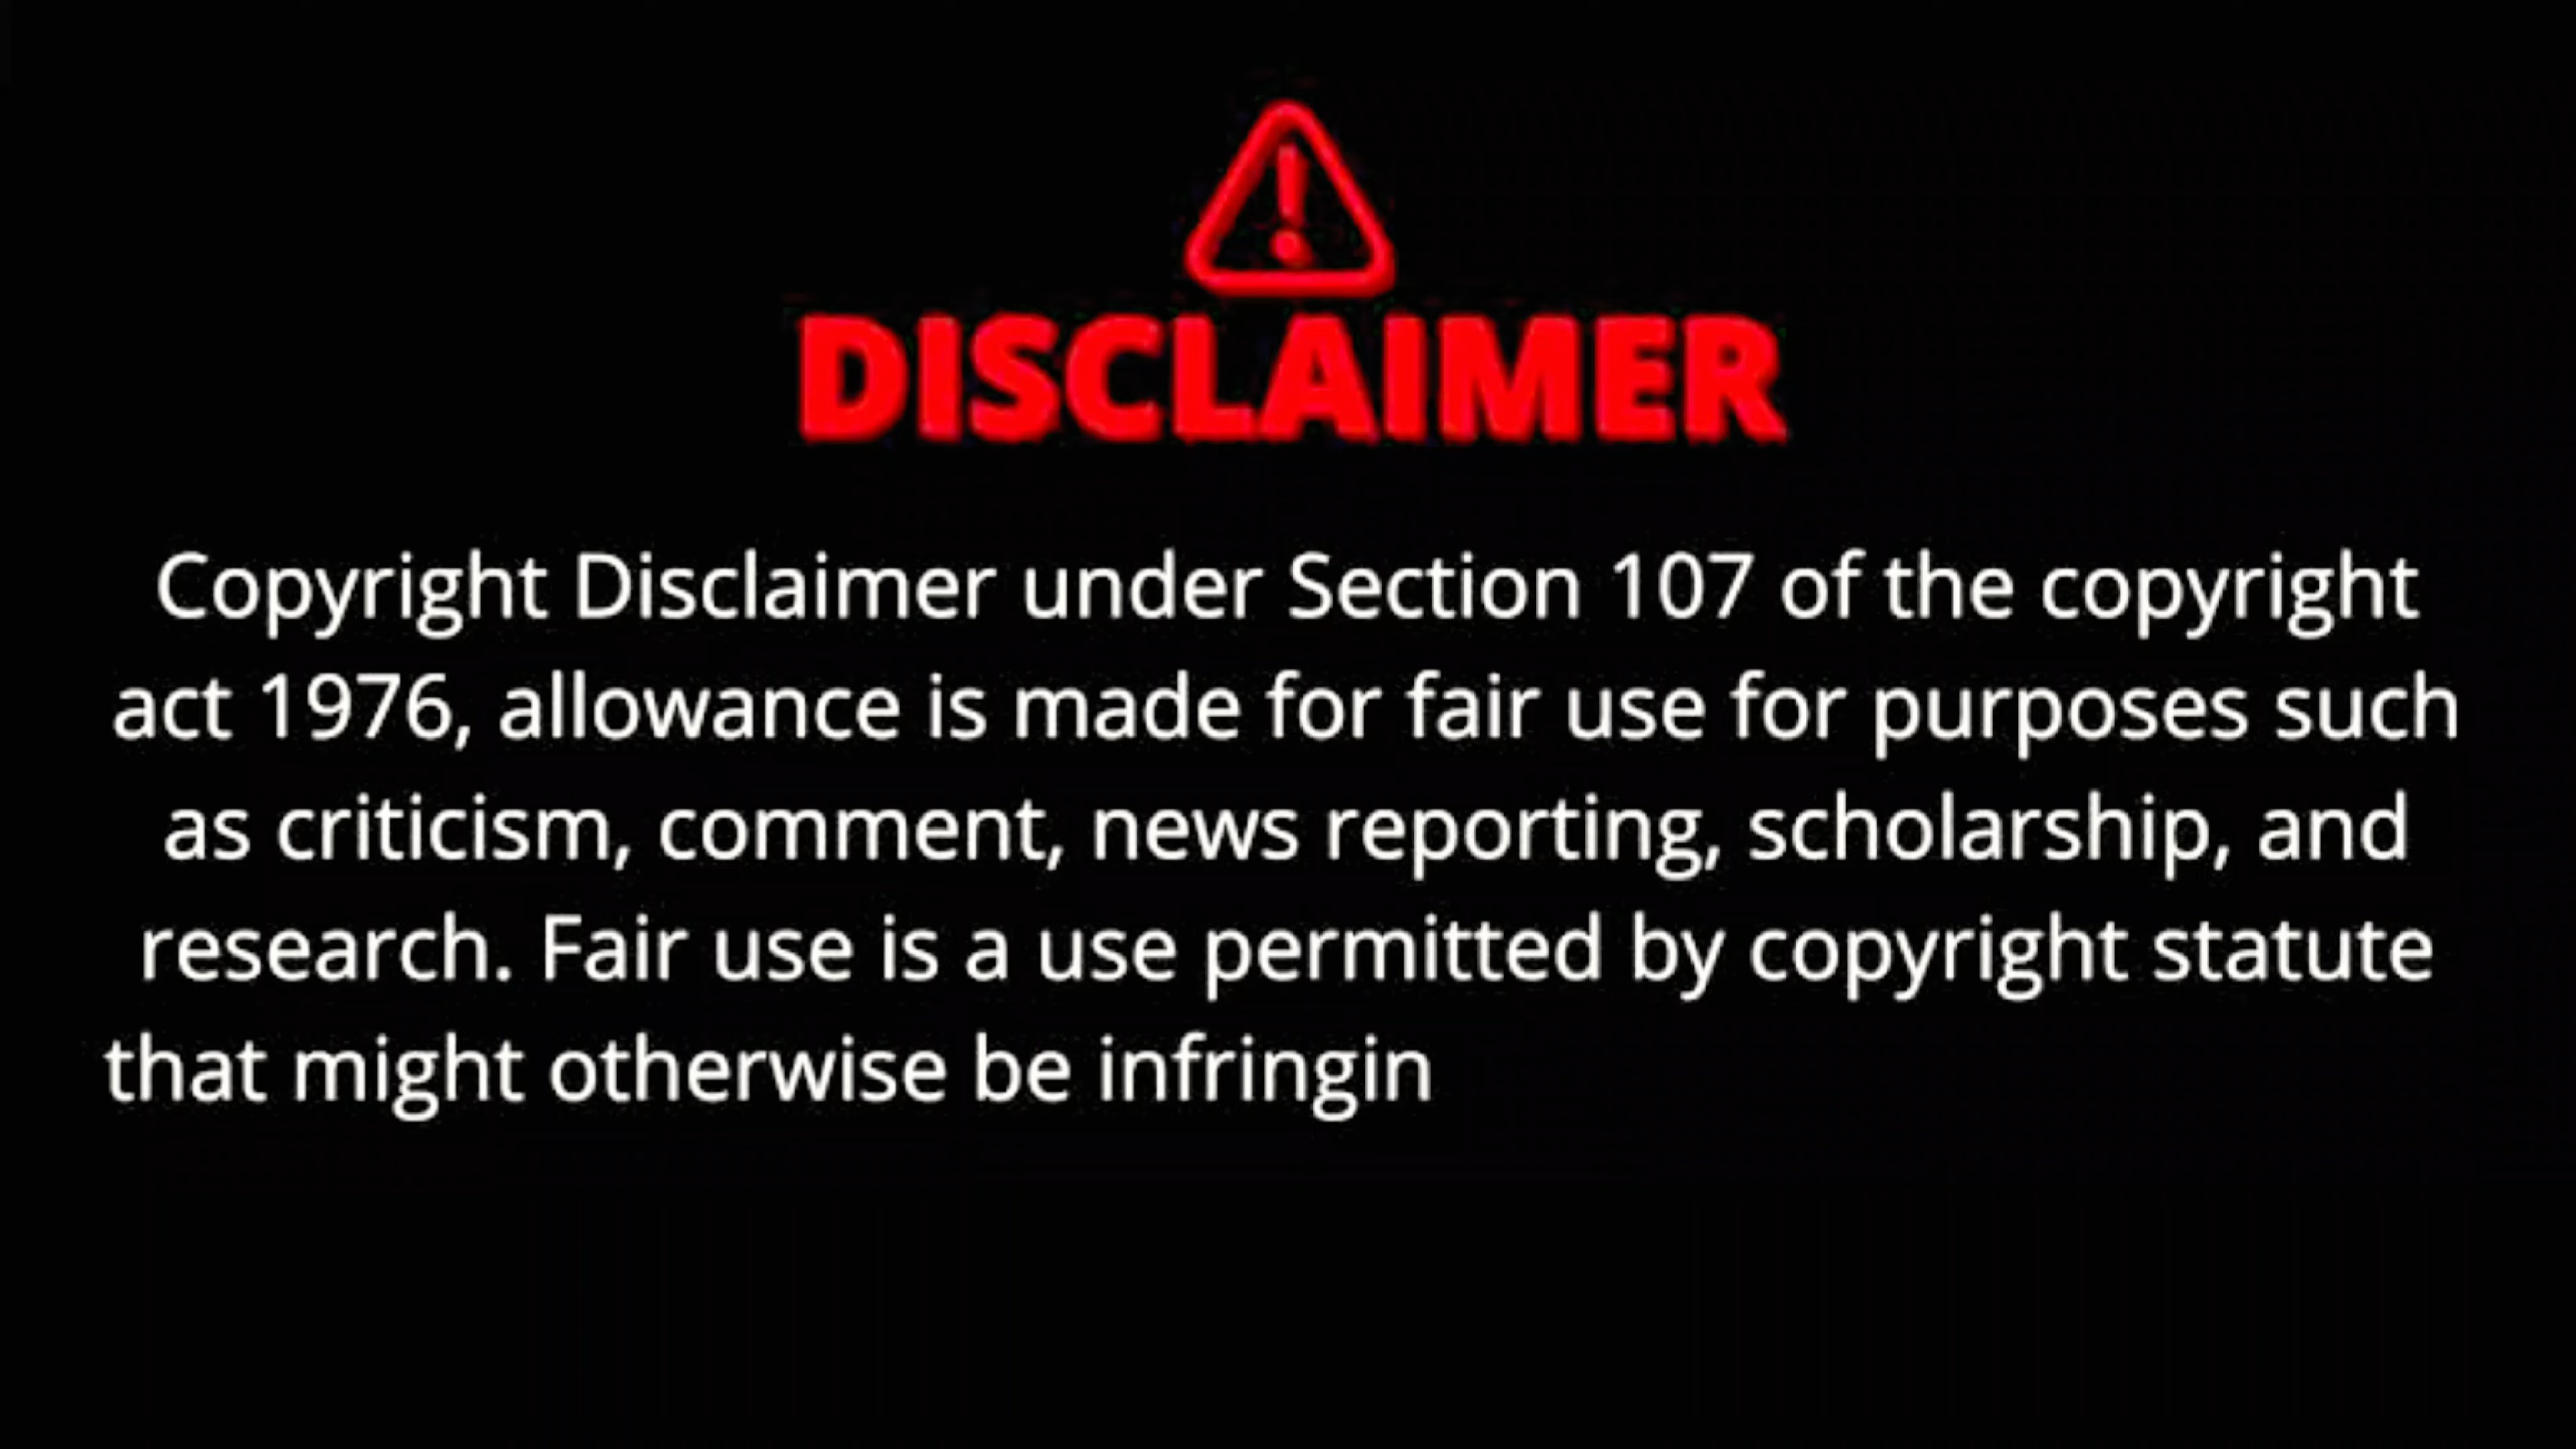 DISCLAIMER
Copyright Disclaimer under Section 107 of the copyright
act 1976, allowance is made for fair use for purposes such
as criticism, comment, news reporting, scholarship, and
research. Fair use is a use permitted by copyright statute
that might otherwise be infringin